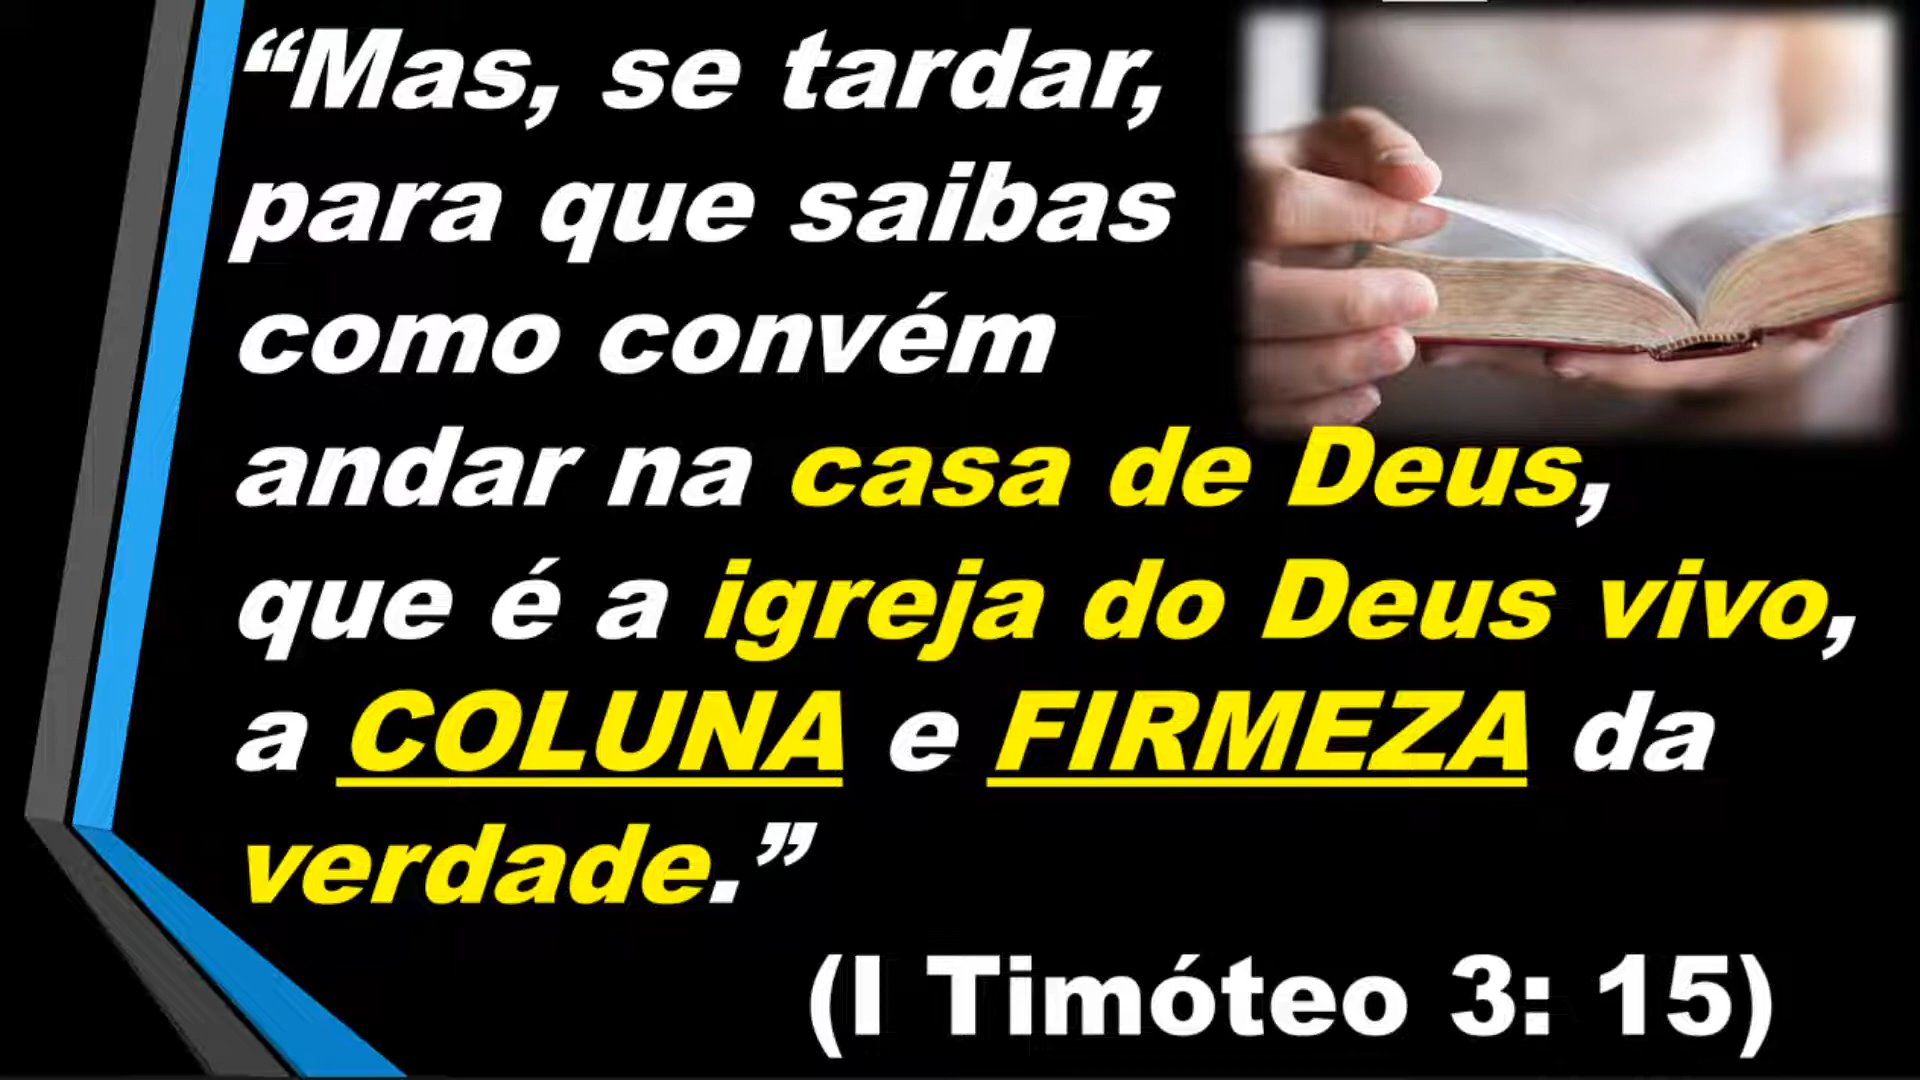 “Mas, se tardar,
para que saibas
como convém
andar na casa de Deus,
que é a igreja do Deus vivo,
a COLUNA e FIRMEZA da
verdade.”
(I Timóteo 3: 15)